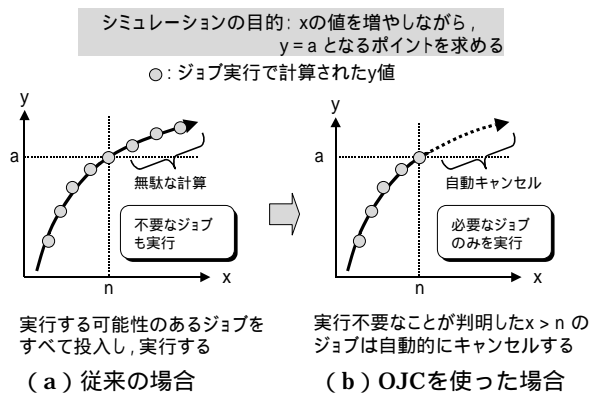 シミュレーションの目的: xの値を増やしながら,
y = a となるポイントを求める
: ジョブ実行で計算されたy値
y
a
無駄な計算
不要なジョブ
も実行
n
x
y
a
自動キャンセル
必要なジョブ
のみを実行
n
x
実行する可能性のあるジョブを
すべて投入し, 実行する
実行不要なことが判明したx > n の
ジョブは自動的にキャンセルする
( a ) 従来の場合
( b ) OJCを使った場合